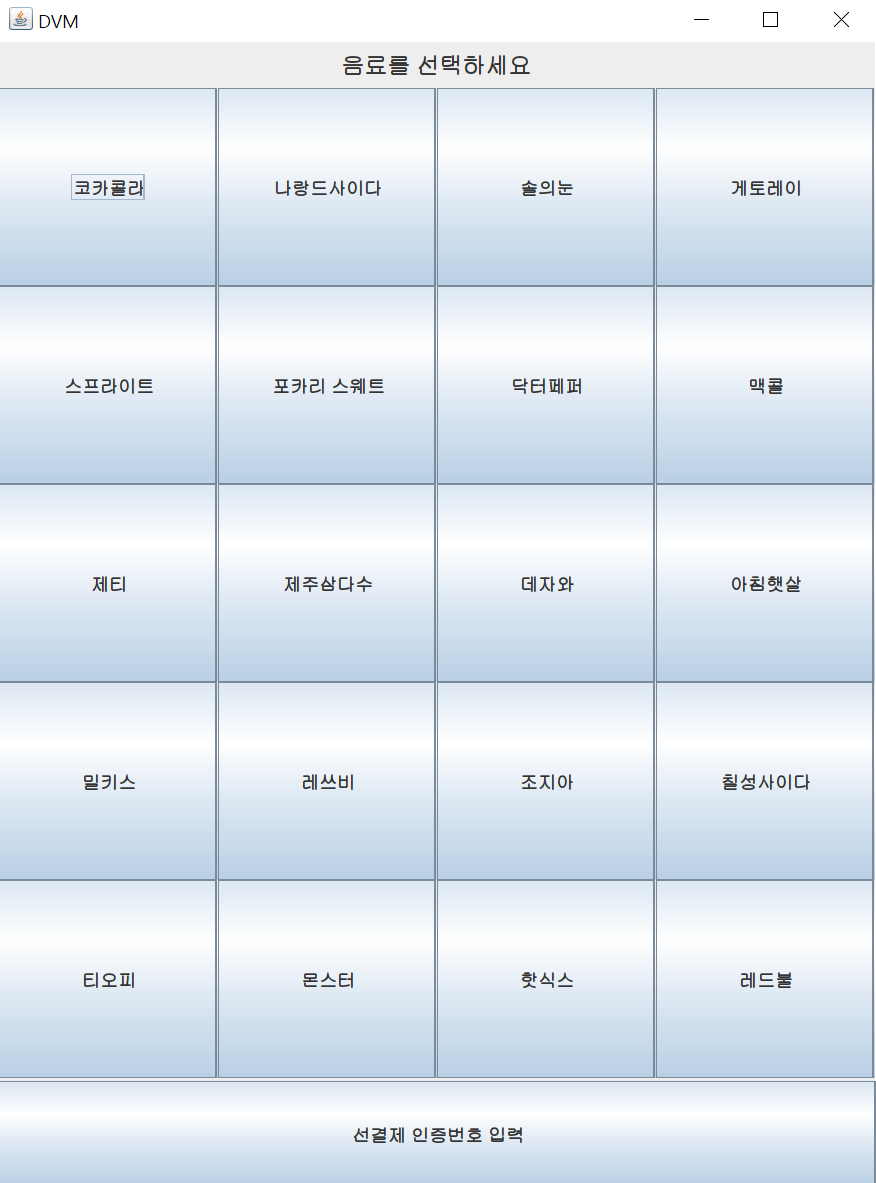 DVM
음료를 선택하세요
코카콜라 나랑드사이다 솔의눈 게토레이
스프라이트 포카리 스웨트 닥터페퍼 맥콜
제티 제주삼다수 데자와 아침햇살
밀키스 레쓰비 조지아 칠성사이다
티오피 몬스터 핫식스 레드불
선결제 인증번호 입력